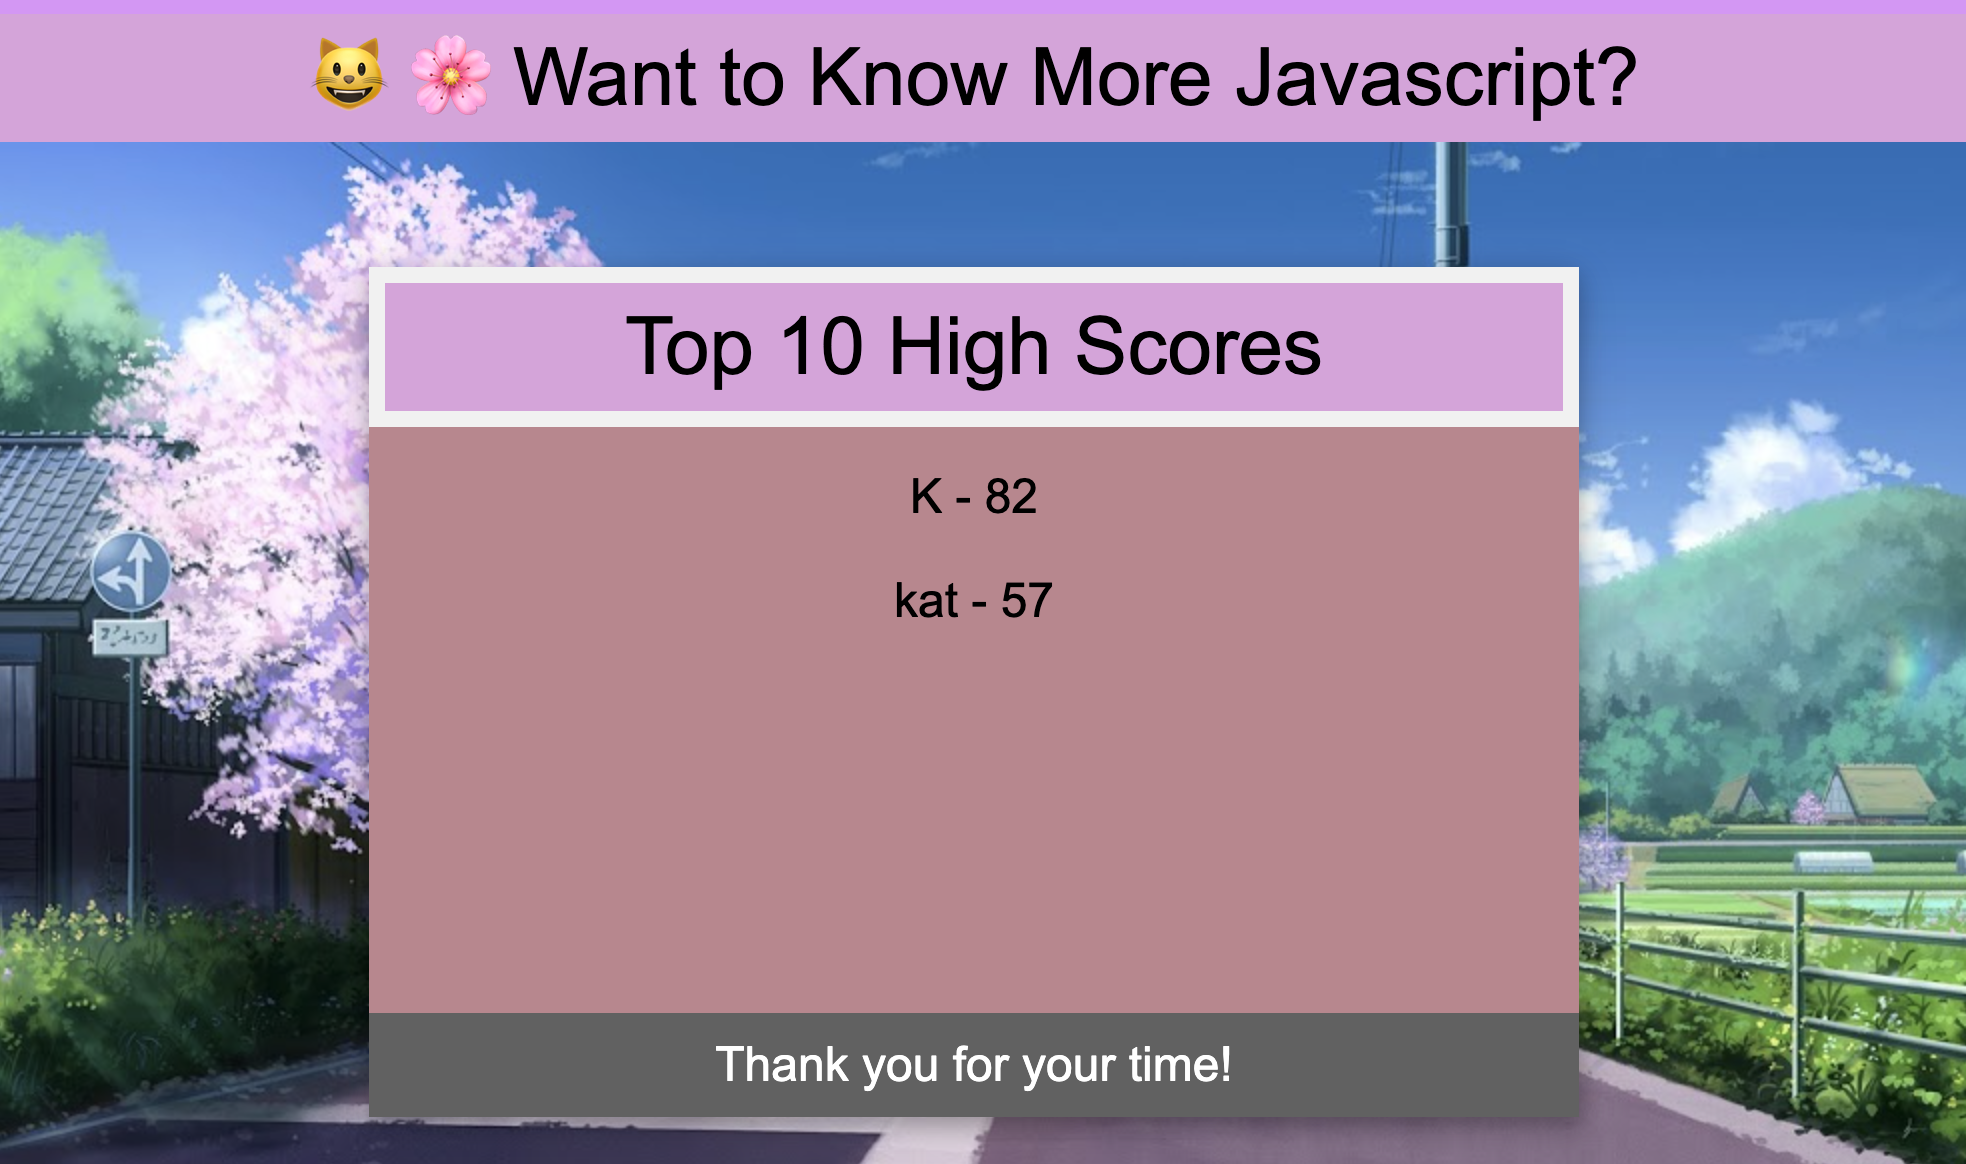 😺 🌸 Want to Know More Javascript?
Top 10 High Scores
K - 82
kat - 57
Thank you for your time!